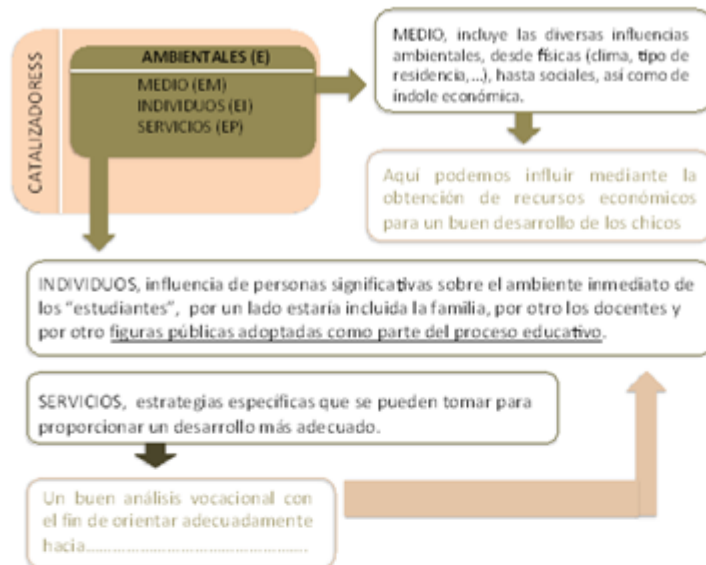 CATALIZADORESS
AMBIENTALES (E)
MEDIO (EM)
INDIVIDUOS (EI)
SERVICIOS (EP)
MEDIO, incluye las diversas influencias
ambientales, desde físicas (clima, tipo de
residencia,...), hasta sociales, así como de
índole económica.
Aquí podemos influir mediante la
obtención de recursos económicos
para un buen desarrollo de los chicos
INDIVIDUOS, influencia de personas significativas sobre el ambiente inmediato de
los "estudiantes", por un lado estaría incluida la familia, por otro los docentes y
por otro figuras públicas adoptadas como parte del proceso educativo.
SERVICIOS, estrategias específicas que se pueden tomar para
proporcionar un desarrollo más adecuado.
Un buen análisis vocacional con
el fin de orientar adecuadamente
hacia....................................................